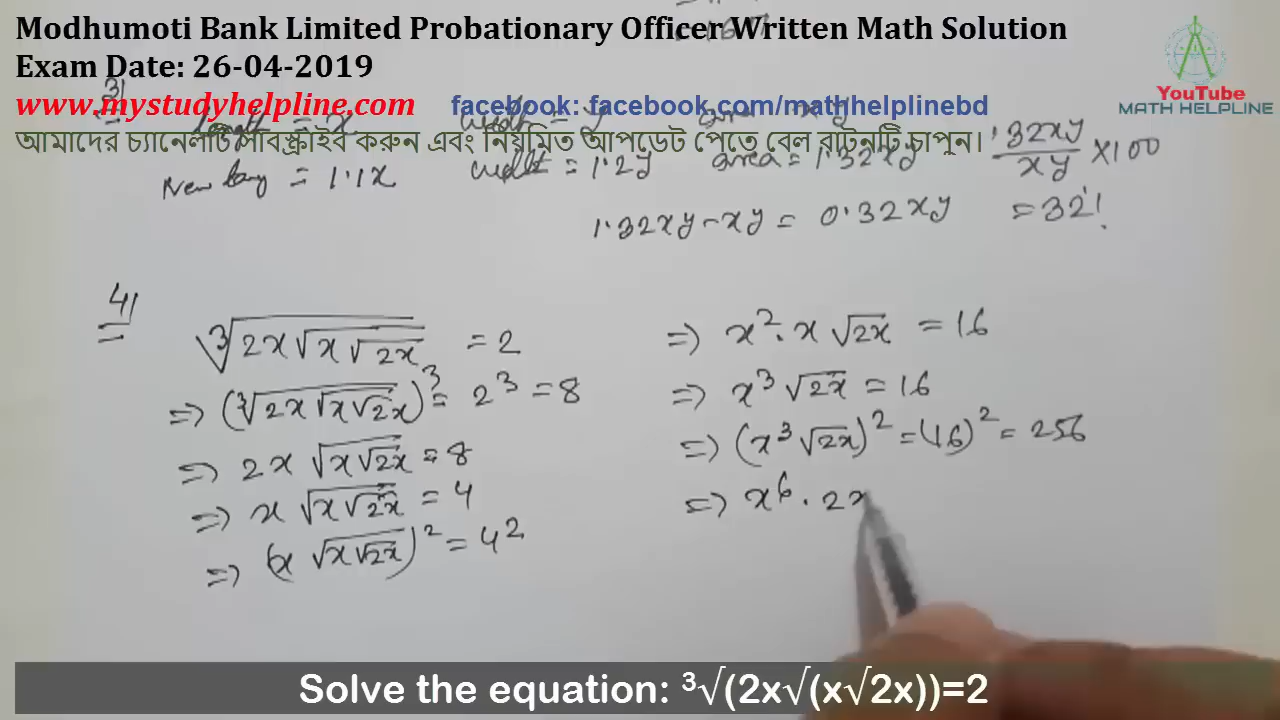 Modhumoti Bank Limited Probationary Officer Written Math Solution
Exam Date: 26-04-2019
www.mystudyhelpline.com facebook: facebook.com/mathhelplinebd
YouTube
MATH HELPLINE
আমাদের চ্যানেলটি সাবস্ক্রাইব করুন এবং নিয়মিত আপডেট পেতে বেল বাটনটি চাপুন।
3|
= x = y area = xy
New = 1.1x = 1.2y area = 1.32xy .32xy/xy ×100
1.32xy-xy = 0.32xy =32%
4|
∛(2x√(x√2x)) =2
=> (∛(2x√(x√2x)))³ = 2³ =8
=> 2x √(x√2x) = 8
=> x √(x√2x) = 4
=> (x √(x√2x))² = 4²
=> x². x √2x = 16
=> x³ √2x = 16
=> (x³ √2x)² = (16)² = 256
=> x⁶ . 2x
Solve the equation: ³√(2x√(x√2x))=2